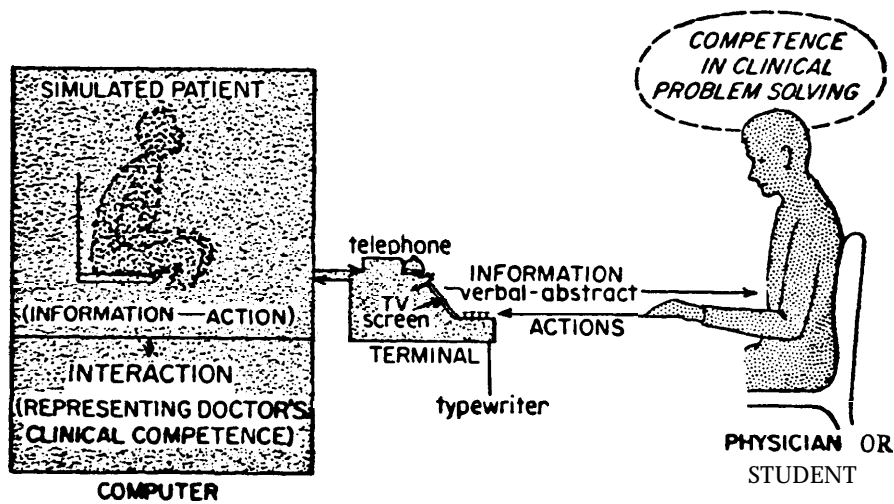 COMPETENCE
IN CLINICAL
PROBLEM SOLVING
SIMULATED PATIENT
(INFORMATION — ACTION)
INTERACTION
(REPRESENTING DOCTOR'S
CLINICAL COMPETENCE)
COMPUTER
telephone
TV
screen
TERMINAL
typewriter
INFORMATION
verbal-abstract
ACTIONS
PHYSICIAN OR
STUDENT